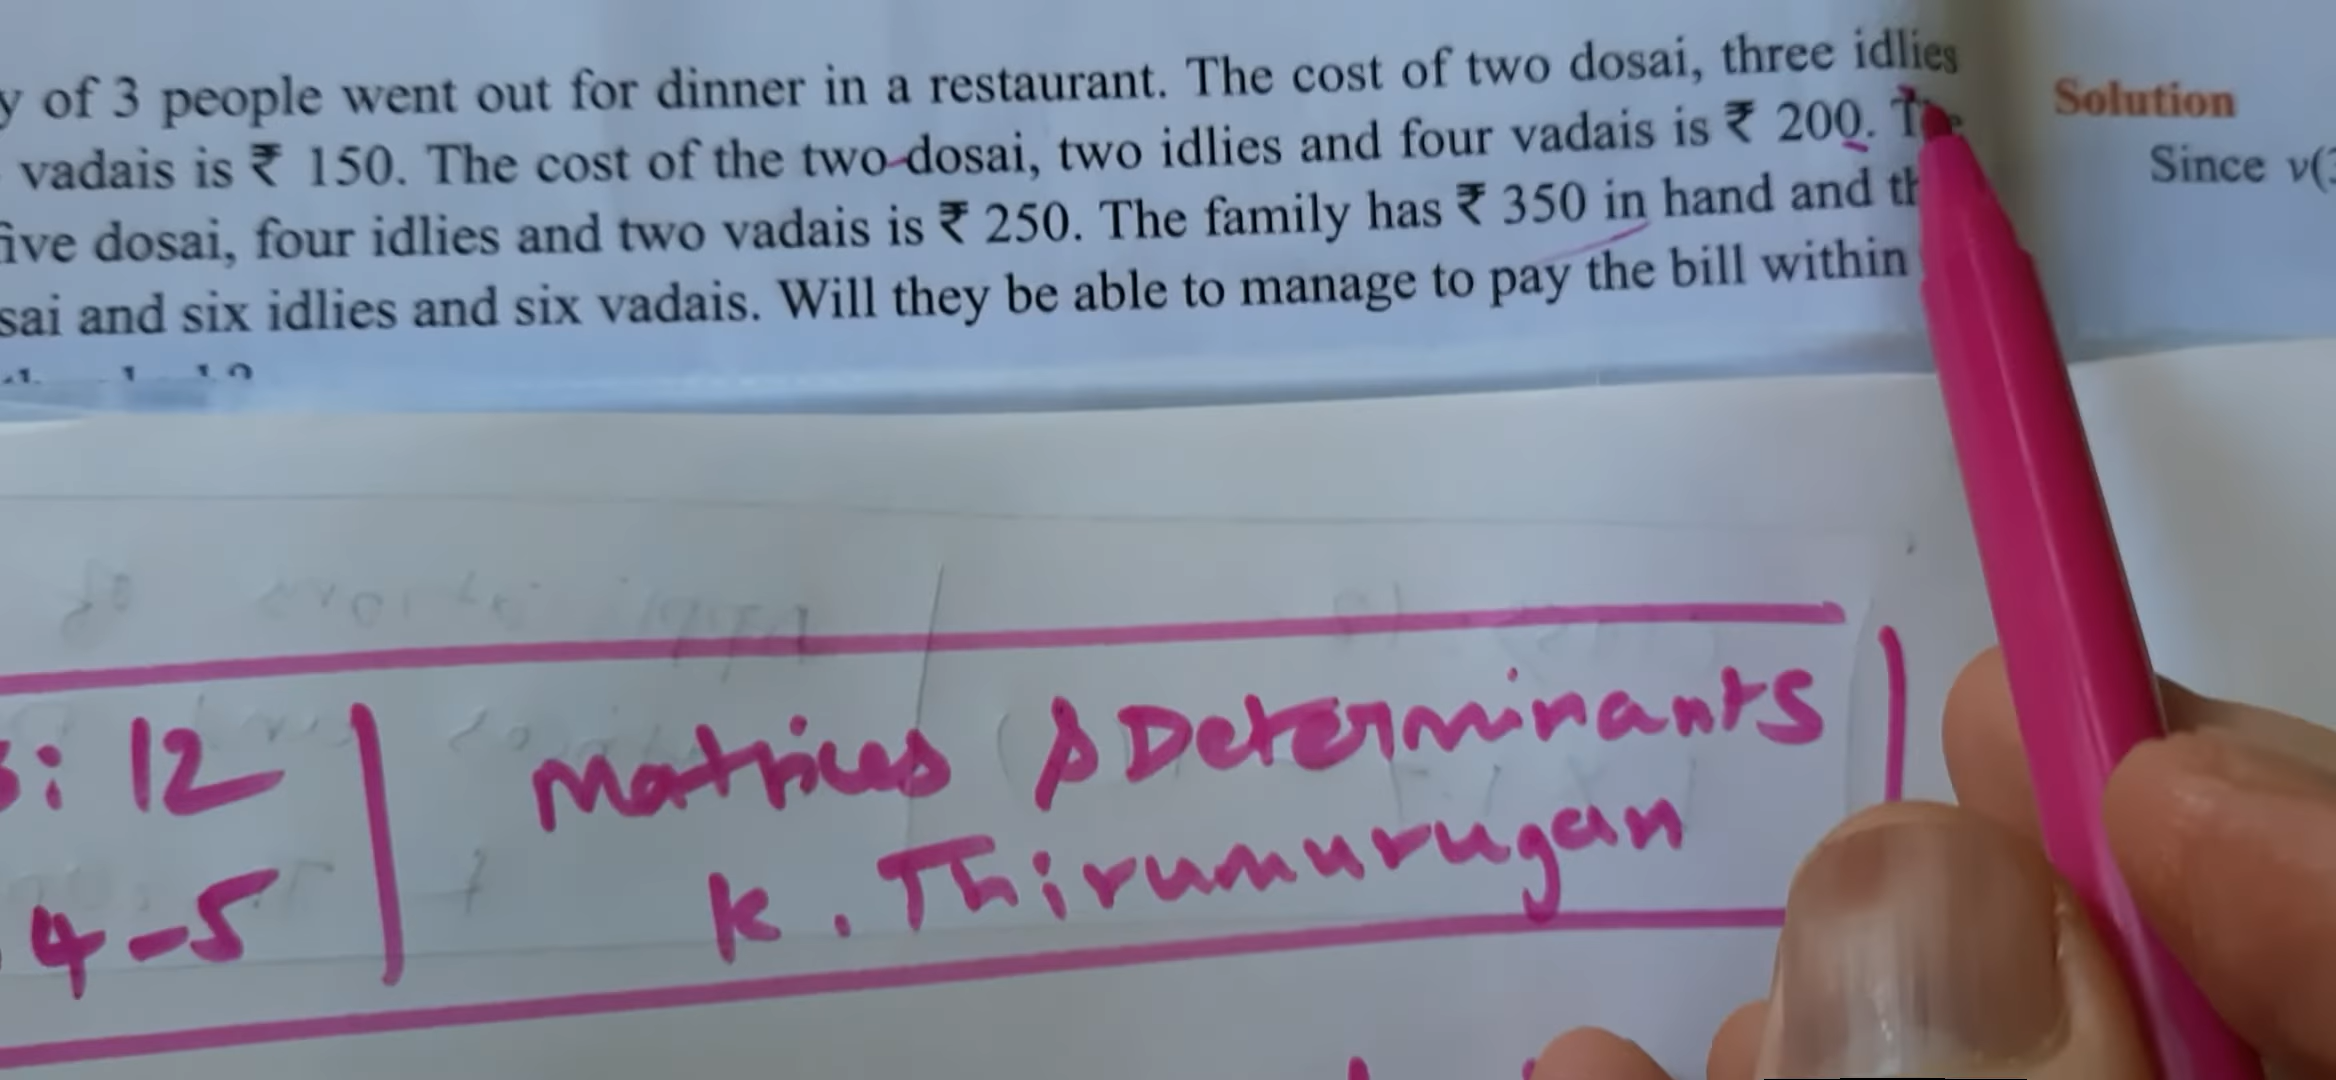 y of 3 people went out for dinner in a restaurant. The cost of two dosai, three idlies
vadais is ₹ 150. The cost of the two dosai, two idlies and four vadais is ₹ 200.
ive dosai, four idlies and two vadais is ₹ 250. The family has ₹ 350 in hand and th
sai and six idlies and six vadais. Will they be able to manage to pay the bill within
Solution
Since v(3
: 12
4-5
Matrices & Determinants
K. Thirumurugan